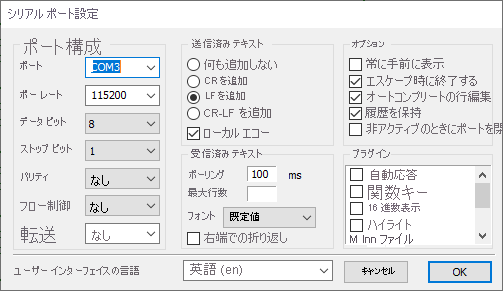 シリアル ポート設定
ポート構成
ポート
COM3
ボー レート
115200
データ ビット
8
ストップ ビット
1
パリティ
なし
フロー制御
なし
転送
なし
送信済み テキスト
何も追加しない
CR を追加
LF を追加
CR-LF を追加
ローカル エコー
受信済み テキスト
ポーリング
100
ms
最大行数
フォント
既定値
右端での折り返し
オプション
常に手前に表示
エスケープ時に終了する
オートコンプリートの行編集
履歴を保持
非アクティブのときにポートを閉
プラグイン
自動応答
関数キー
16 進数表示
ハイライト
M Inn ファイル
ユーザー インターフェイスの言語
英語 (en)
キャンセル
OK